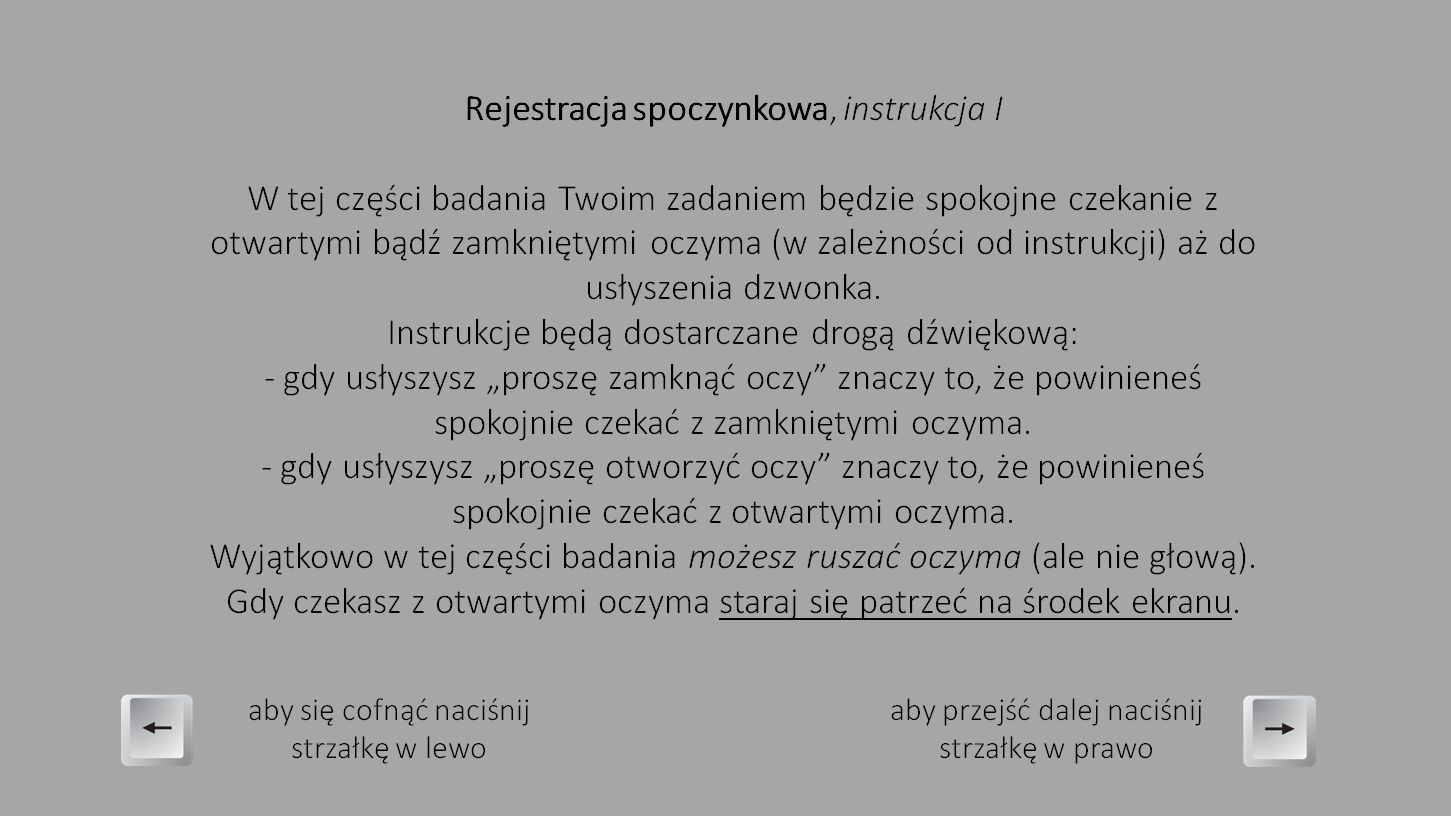 Rejestracja spoczynkowa, instrukcja I
W tej części badania Twoim zadaniem będzie spokojne czekanie z
otwartymi bądź zamkniętymi oczyma (w zależności od instrukcji) aż do
usłyszenia dzwonka.
Instrukcje będą dostarczane drogą dźwiękową:
- gdy usłyszysz „proszę zamknąć oczy” znaczy to, że powinieneś
spokojnie czekać z zamkniętymi oczyma.
- gdy usłyszysz „proszę otworzyć oczy” znaczy to, że powinieneś
spokojnie czekać z otwartymi oczyma.
Wyjątkowo w tej części badania możesz ruszać oczyma (ale nie głową).
Gdy czekasz z otwartymi oczyma staraj się patrzeć na środek ekranu.
aby się cofnąć naciśnij
strzałkę w lewo
aby przejść dalej naciśnij
strzałkę w prawo